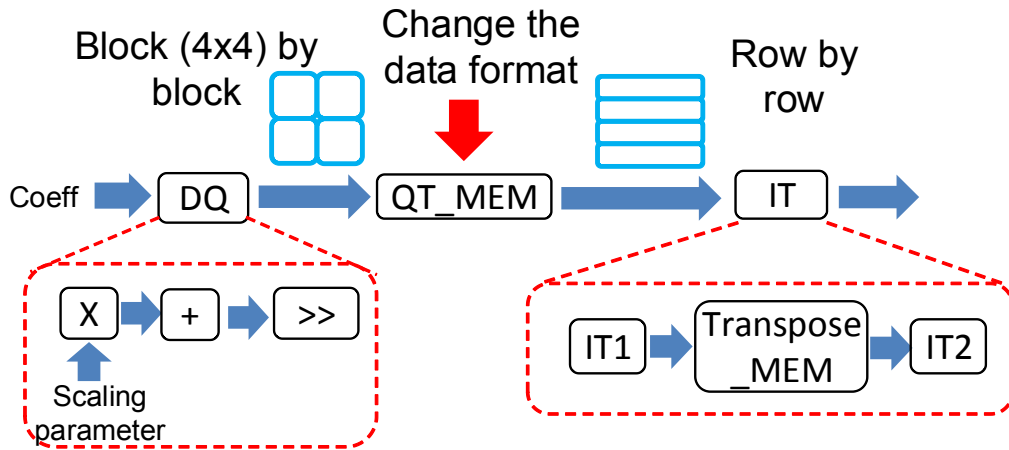 Block (4x4) by
block
Change the
data format
Row by
row
Coeff
DQ
QT_MEM
IT
X
+
>>
Scaling
parameter
IT1
Transpose
_MEM
IT2